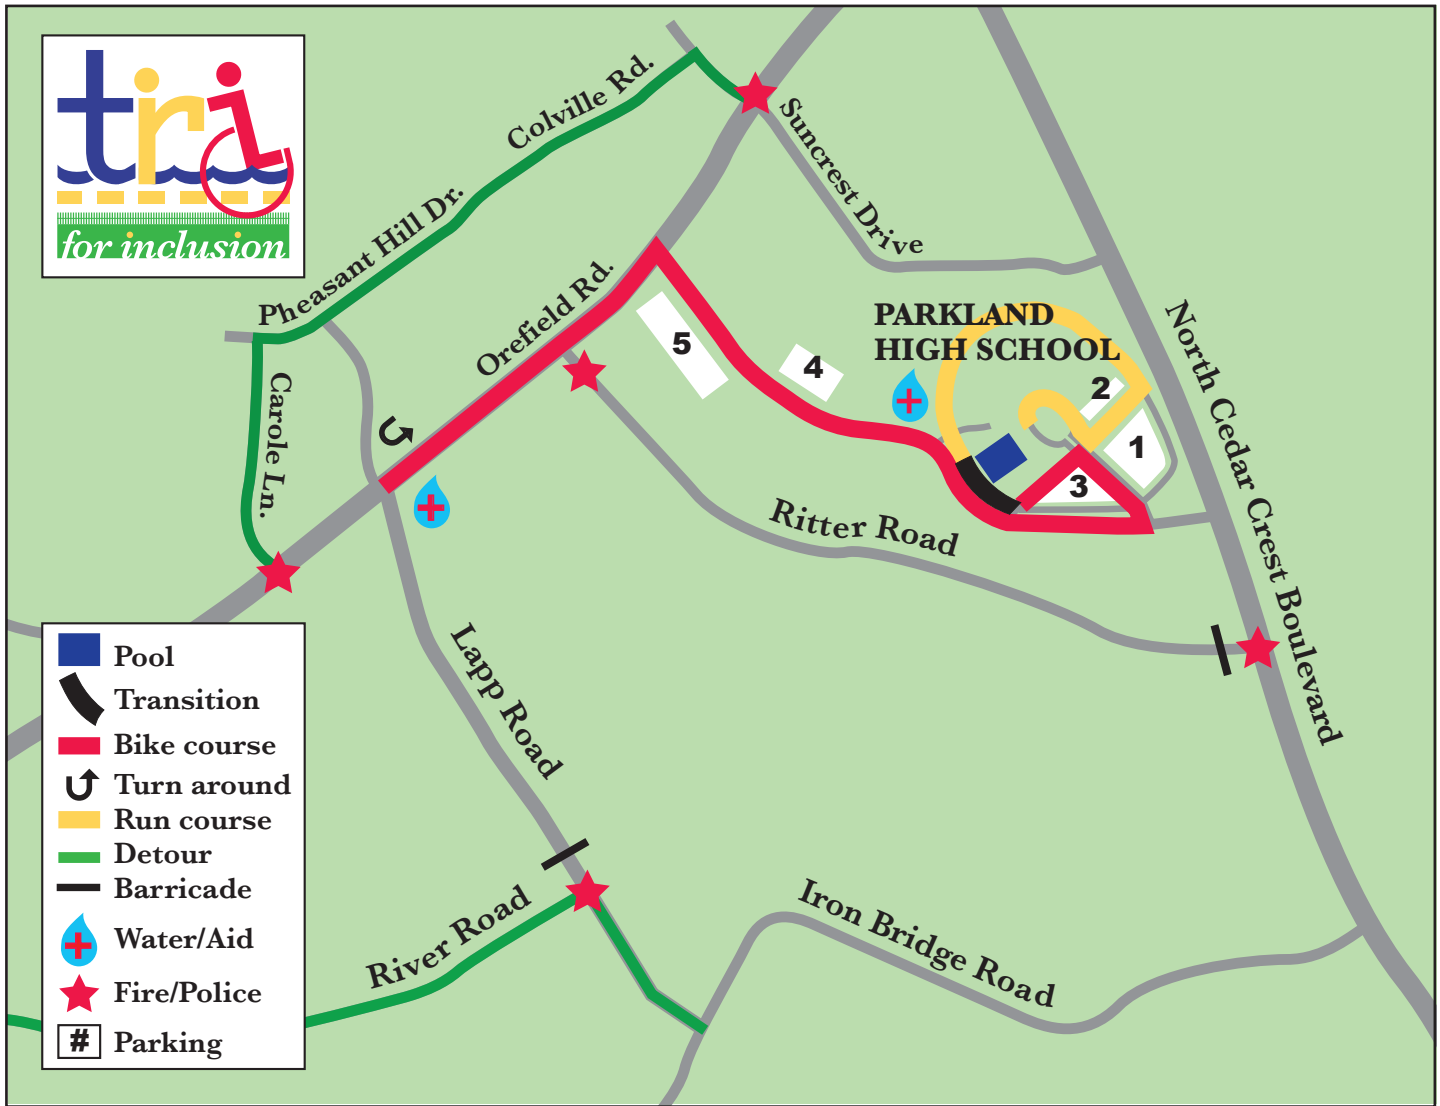 tri
for inclusion
Colville Rd.
Pheasant Hill Dr.
Suncrest Drive
Orefield Rd.
Carole Ln.
PARKLAND
HIGH SCHOOL
North Cedar Crest Boulevard
5
4
2
1
3
Ritter Road
Lapp Road
River Road
Iron Bridge Road
Pool
Transition
Bike course
Turn around
Run course
Detour
Barricade
Water/Aid
Fire/Police
# Parking